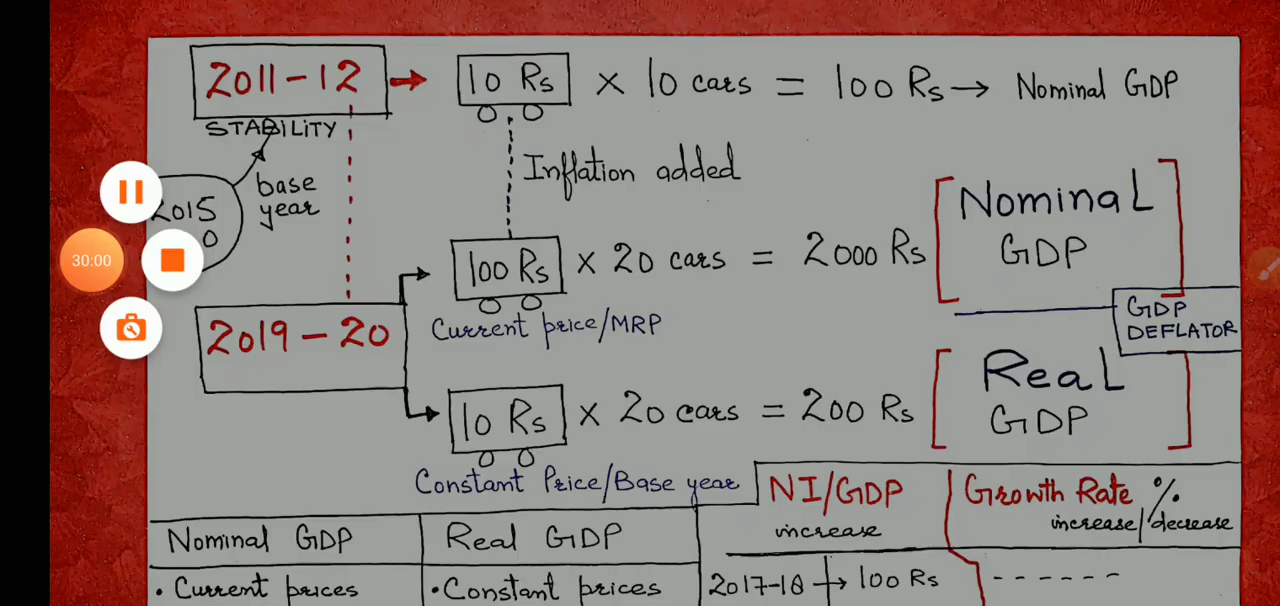 2011-12 → 10 Rs × 10 cars = 100 Rs → Nominal GDP
STABILITY
base
year
2015
Inflation added
30:00
100 Rs × 20 cars = 2000 Rs
Nominal
GDP
Current price/MRP
2019-20
GDP
DEFLATOR
Real
GDP
10 Rs × 20 cars = 200 Rs
Constant Price/Base year
NI/GDP
increase
Growth Rate %
increase/decrease
Nominal GDP
Real GDP
• Current prices
• Constant prices
2017-18 → 100 Rs
------